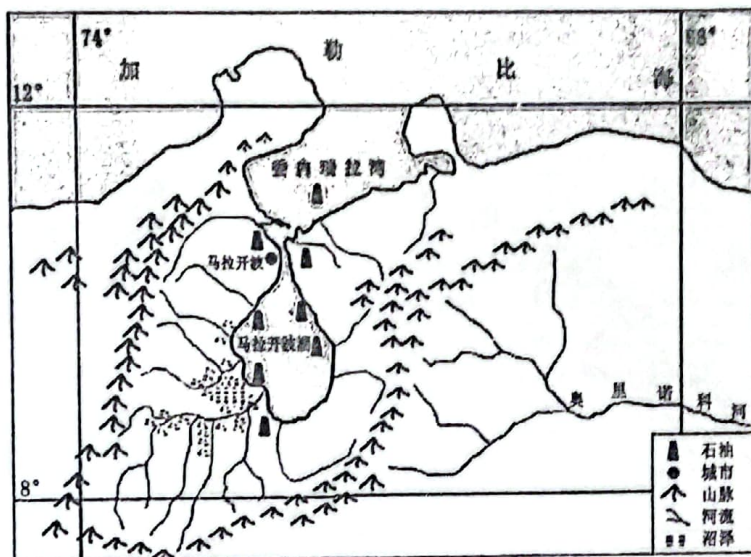 74°
68°
加勒比海
12°
委内瑞拉湾
马拉开波
马拉开波湖
奥里诺科河
8°
石油
城市
山脉
河流
沼泽